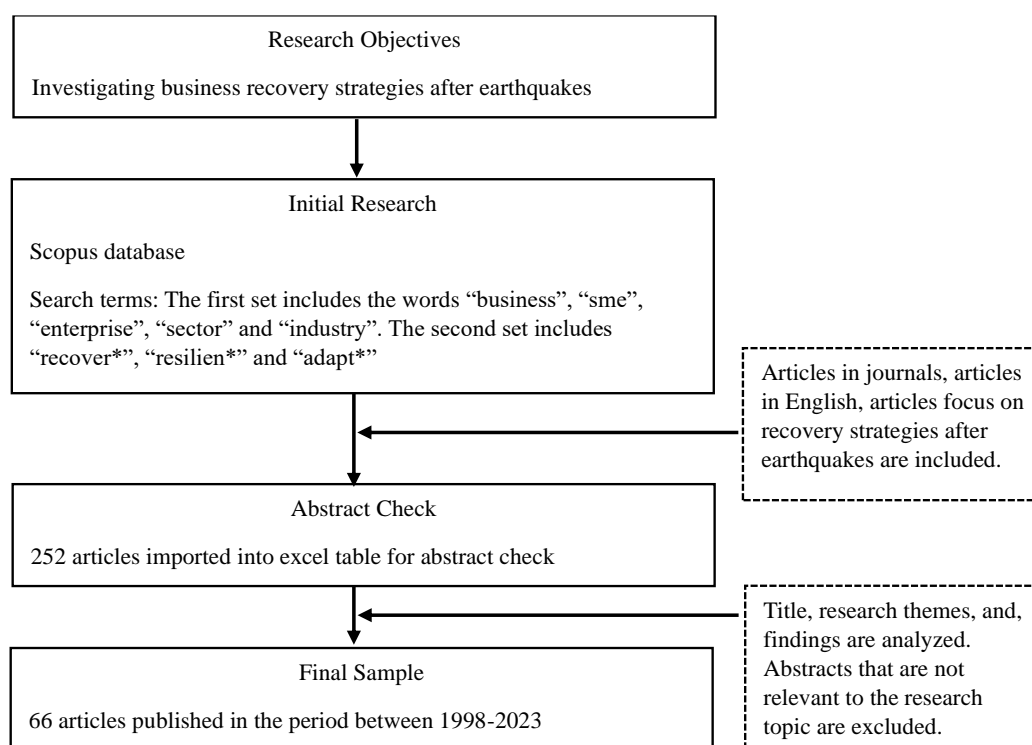 Research Objectives
Investigating business recovery strategies after earthquakes
Initial Research
Scopus database
Search terms: The first set includes the words “business”, “sme”,
“enterprise”, “sector” and “industry”. The second set includes
“recover*”, “resilien*” and “adapt*”
Articles in journals, articles
in English, articles focus on
recovery strategies after
earthquakes are included.
Abstract Check
252 articles imported into excel table for abstract check
Title, research themes, and,
findings are analyzed.
Abstracts that are not
relevant to the research
topic are excluded.
Final Sample
66 articles published in the period between 1998-2023